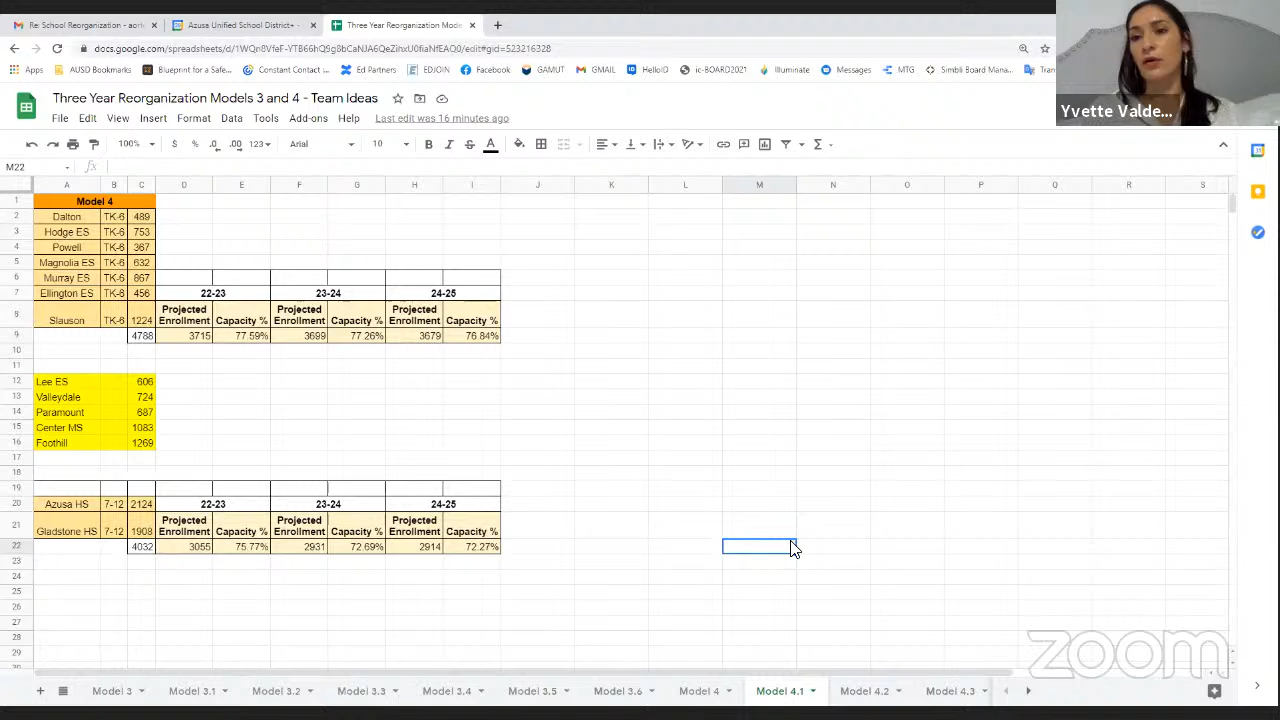 Re: School Reorganization - aorte
Azusa Unified School District+ -
Three Year Reorganization Mode
docs.google.com/spreadsheets/d/
/edit#gid=523216328
Apps
AUSD Bookmarks
Blueprint for a Safe...
Constant Contact :...
Ed Partners
EDJOIN
Facebook
GAMUT
GMAIL
HelloID
ic-BOARD2021
Illuminate
Messages
MTG
Simbli Board Mana...
Tran
Three Year Reorganization Models 3 and 4 - Team Ideas
File Edit View Insert Format Data Tools Add-ons Help Last edit was 16 minutes ago
100% $ % .0 .00 123 Arial 10 B I S A
M22 fx
A B C D E F G H I J K L M N O P Q R S
1 Model 4
2 Dalton TK-6 489
3 Hodge ES TK-6 753
4 Powell TK-6 367
5 Magnolia ES TK-6 632
6 Murray ES TK-6 867
7 Ellington ES TK-8 456 22-23 23-24 24-25
8 Slauson TK-6 1224 Projected Enrollment Capacity % Projected Enrollment Capacity % Projected Enrollment Capacity %
9 4788 3715 77.59% 3699 77.26% 3679 76.84%
10
11
12 Lee ES 606
13 Valleydale 724
14 Paramount 687
15 Center MS 1083
16 Foothill 1269
17
18
19
20 Azusa HS 7-12 2124 22-23 23-24 24-25
21 Gladstone HS 7-12 1908 Projected Enrollment Capacity % Projected Enrollment Capacity % Projected Enrollment Capacity %
22 4032 3055 75.77% 2931 72.69% 2914 72.27%
23
24
25
26
27
28
29
30
Model 3 Model 3.1 Model 3.2 Model 3.3 Model 3.4 Model 3.5 Model 3.6 Model 4 Model 4.1 Model 4.2 Model 4.3
Yvette Valde...
zoom